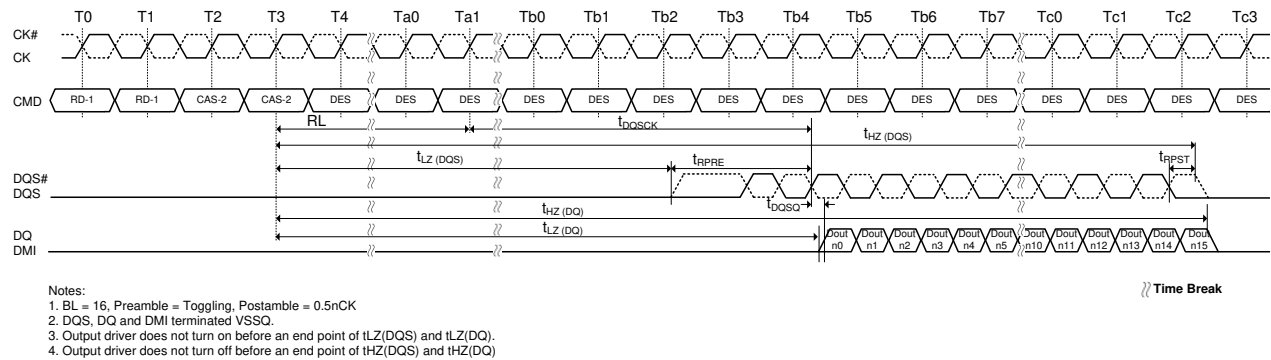 T0 T1 T2 T3 T4 Ta0 Ta1 Tb0 Tb1 Tb2 Tb3 Tb4 Tb5 Tb6 Tb7 Tc0 Tc1 Tc2 Tc3
CK#
CK
CMD RD-1 RD-1 CAS-2 CAS-2 DES DES DES DES DES DES DES DES DES DES DES DES DES DES DES
RL tDQSCK
tHZ (DQS)
tLZ (DQS) tRPRE tRPST
DQS#
DQS
tDQSQ
tHZ (DQ)
tLZ (DQ)
DQ
DMI
Dout n0 Dout n1 Dout n2 Dout n3 Dout n4 Dout n5 Dout n10 Dout n11 Dout n12 Dout n13 Dout n14 Dout n15
Time Break
Notes:
1. BL = 16, Preamble = Toggling, Postamble = 0.5nCK
2. DQS, DQ and DMI terminated VSSQ.
3. Output driver does not turn on before an end point of tLZ(DQS) and tLZ(DQ).
4. Output driver does not turn off before an end point of tHZ(DQS) and tHZ(DQ)